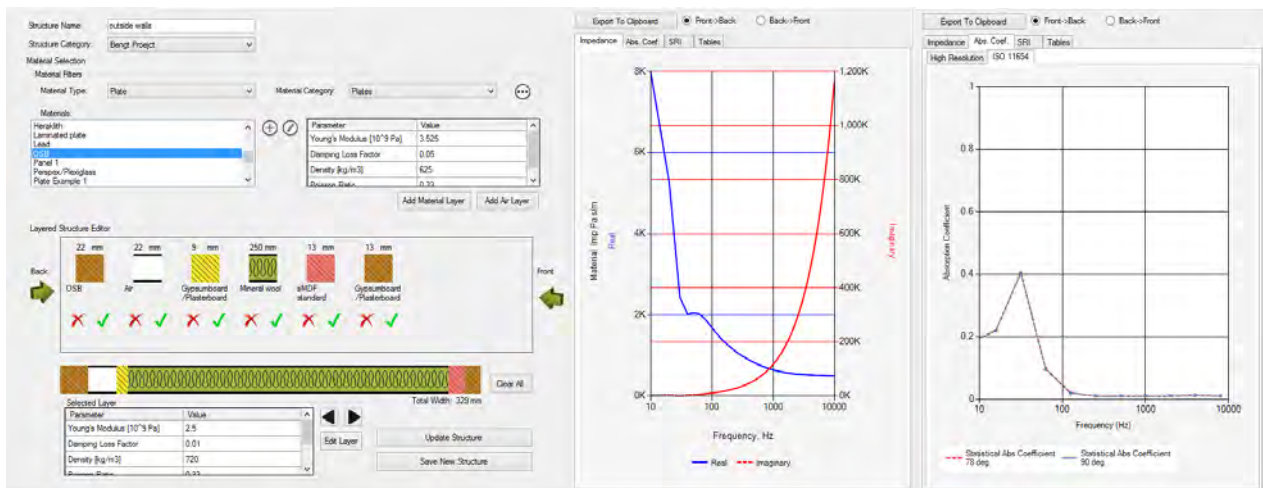 Structure Name: outside walls
Structure Category: Bengt Proejct
Material Selection
Material Filters
Material Type: Plate Material Category: Plates
Materials:
Heraklith
Laminated plate
Lead
OSB
Panel 1
Perspex/Plexiglass
Plate Example 1
Parameter Value
Young's Modulus [10^9 Pa] 3.525
Damping Loss Factor 0.05
Density [kg/m3] 625
Poisson Ratio 0.33
Add Material Layer Add Air Layer
Layered Structure Editor
22 mm 22 mm 9 mm 250 mm 13 mm 13 mm
Back Front
OSB Air Gypsumboard /Plasterboard Mineral wool sMDF standard Gypsumboard /Plasterboard
Clear All
Total Width: 329 mm
Selected Layer
Parameter Value
Young's Modulus [10^9 Pa] 2.5
Damping Loss Factor 0.01
Density [kg/m3] 720
Poisson Ratio 0.33
Edit Layer
Update Structure
Save New Structure
Export To Clipboard Front->Back Back->Front
Impedance Abs. Coef. SRI Tables
8K 1,200K
1,000K
6K
800K
4K 600K
400K
2K
200K
0K 0K
10 100 1000 10000
Material Imp Pa s/m
Real
Imaginary
Frequency, Hz
Real Imaginary
Export To Clipboard Front->Back Back->Front
Impedance Abs. Coef. SRI Tables
High Resolution ISO 11654
1
0.8
0.6
0.4
0.2
0
10 100 1000 10000
Absorption Coefficient
Frequency (Hz)
Statistical Abs Coefficient 78 deg
Statistical Abs Coefficient 90 deg